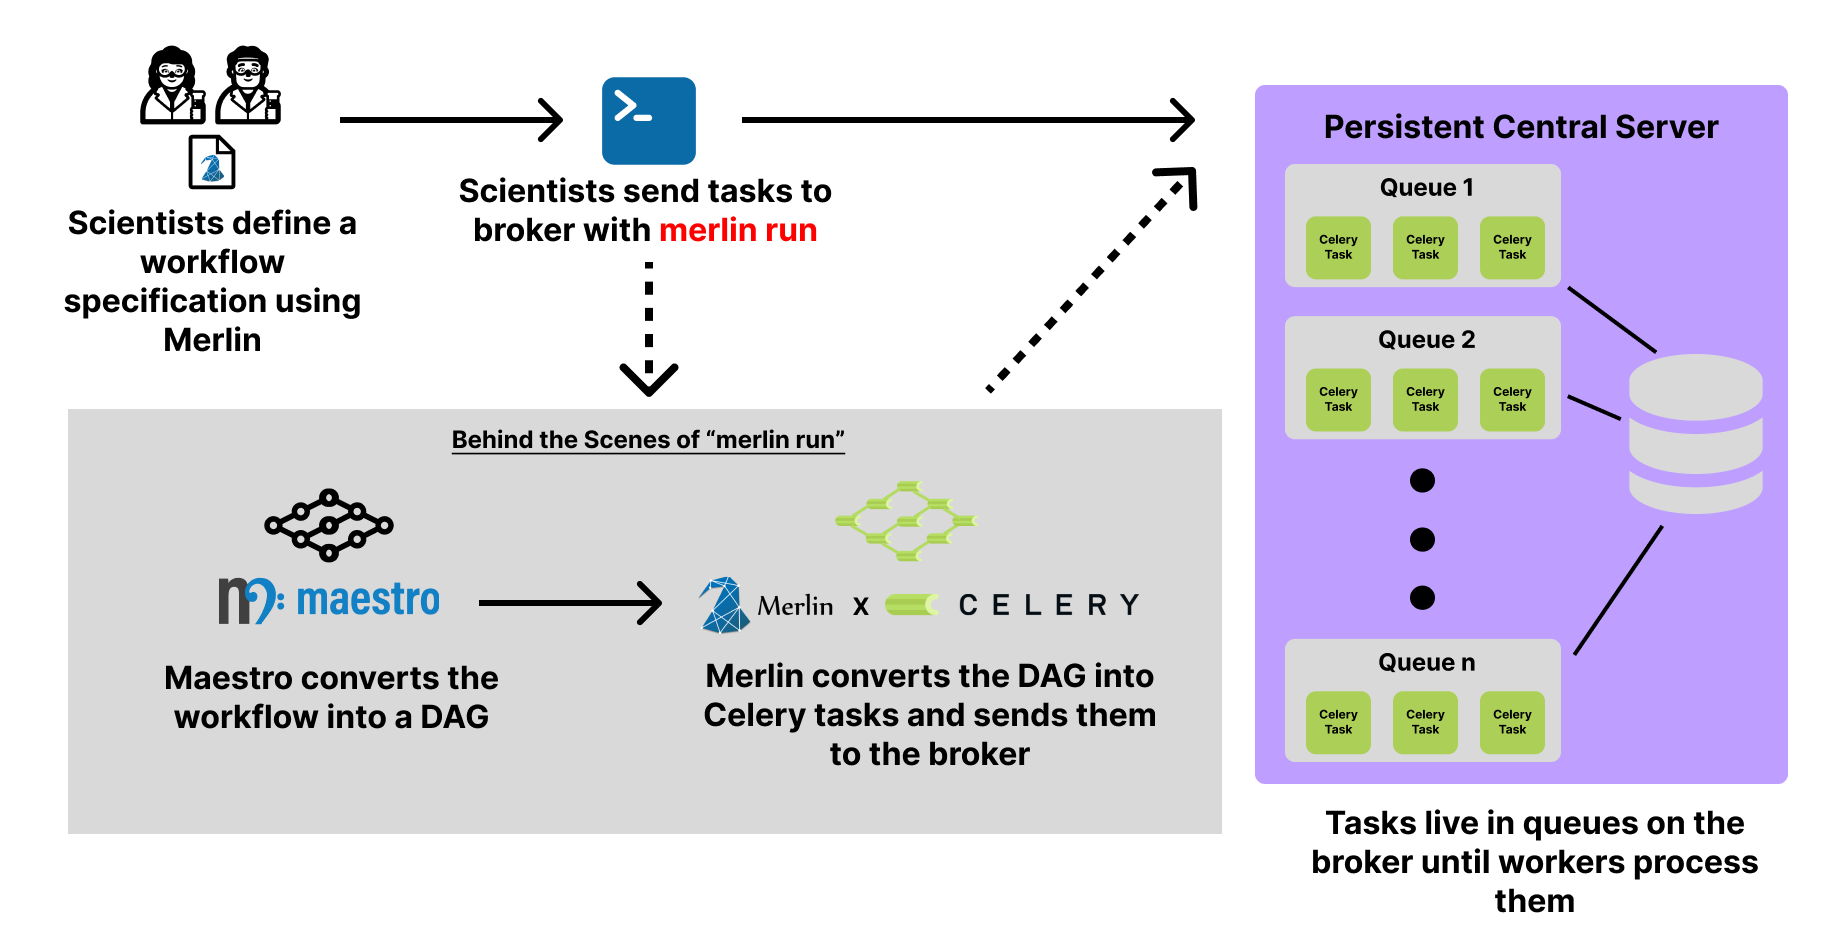 Scientists define a
workflow
specification using
Merlin
Scientists send tasks to
broker with merlin run
Behind the Scenes of “merlin run”
m: maestro
Maestro converts the
workflow into a DAG
Merlin x CELERY
Merlin converts the DAG into
Celery tasks and sends them
to the broker
Persistent Central Server
Queue 1
Celery Task
Celery Task
Celery Task
Queue 2
Celery Task
Celery Task
Celery Task
Queue n
Celery Task
Celery Task
Celery Task
Tasks live in queues on the
broker until workers process
them